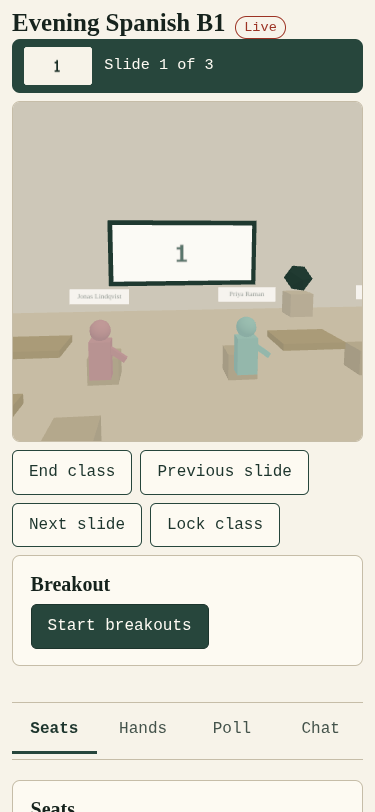 Evening Spanish B1 Live
1 Slide 1 of 3
1
Jonas Lindqvist Priya Raman
End class Previous slide
Next slide Lock class
Breakout
Start breakouts
Seats Hands Poll Chat
Seats